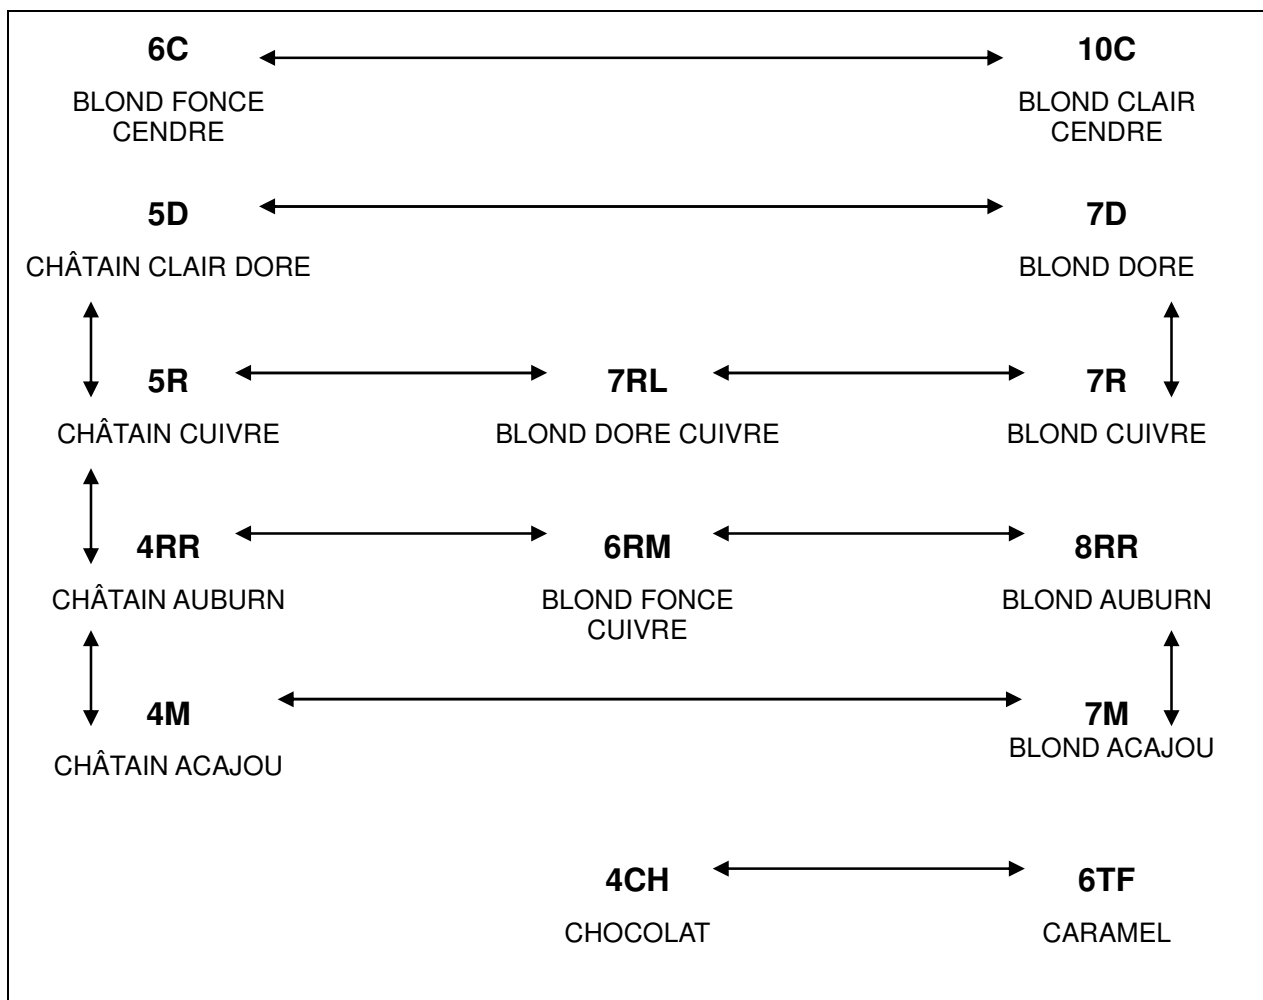 6C
10C
BLOND FONCE
CENDRE
BLOND CLAIR
CENDRE
5D
7D
CHÂTAIN CLAIR DORE
BLOND DORE
5R
7RL
7R
CHÂTAIN CUIVRE
BLOND DORE CUIVRE
BLOND CUIVRE
4RR
6RM
8RR
CHÂTAIN AUBURN
BLOND FONCE
CUIVRE
BLOND AUBURN
4M
7M
CHÂTAIN ACAJOU
BLOND ACAJOU
4CH
6TF
CHOCOLAT
CARAMEL